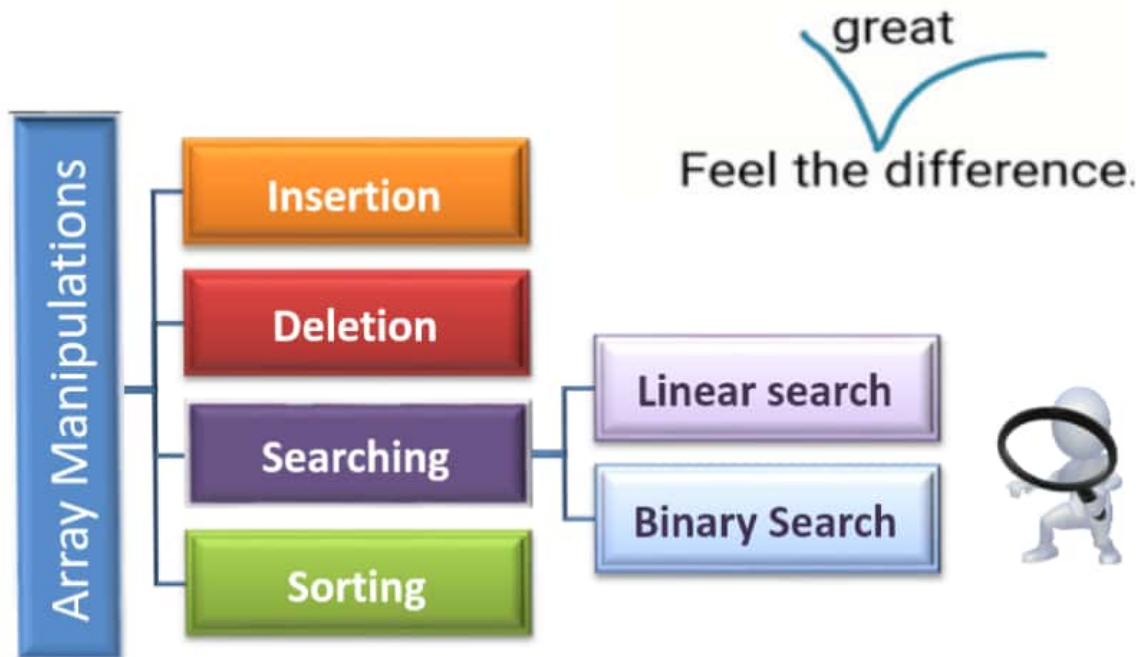 great
Feel the difference.
Array Manipulations
Insertion
Deletion
Searching
Sorting
Linear search
Binary Search